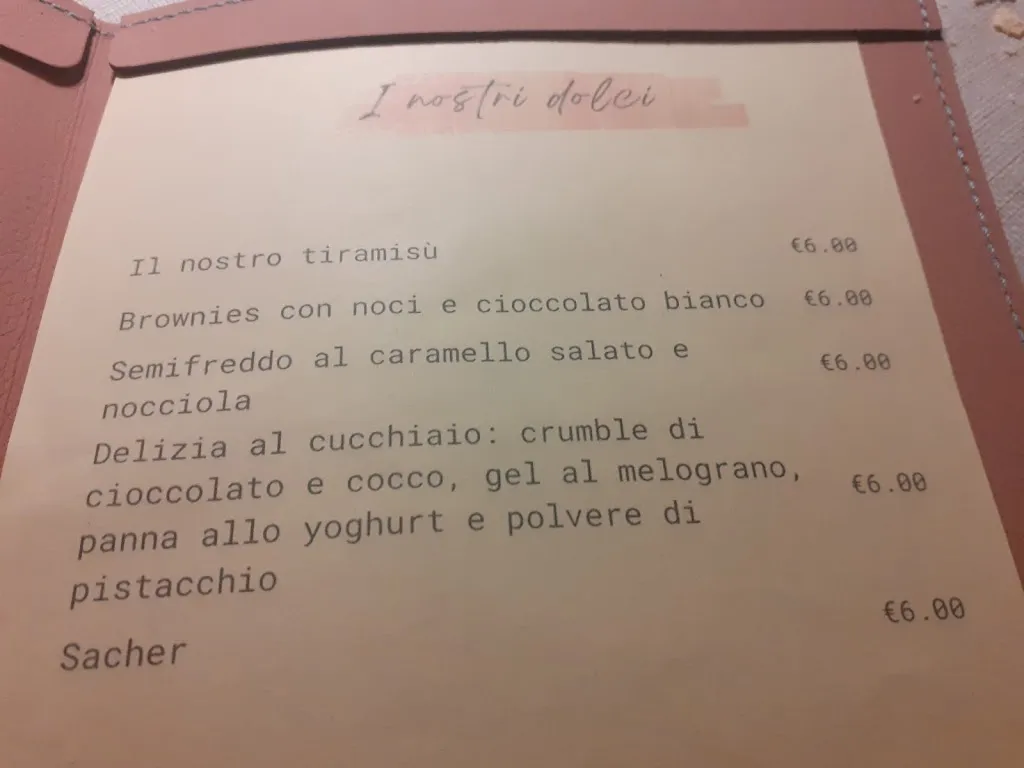 I nostri dolci
Il nostro tiramisù €6.00
Brownies con noci e cioccolato bianco €6.00
Semifreddo al caramello salato e €6.00
nocciola
Delizia al cucchiaio: crumble di
cioccolato e cocco, gel al melograno, €6.00
panna allo yoghurt e polvere di
pistacchio
Sacher €6.00